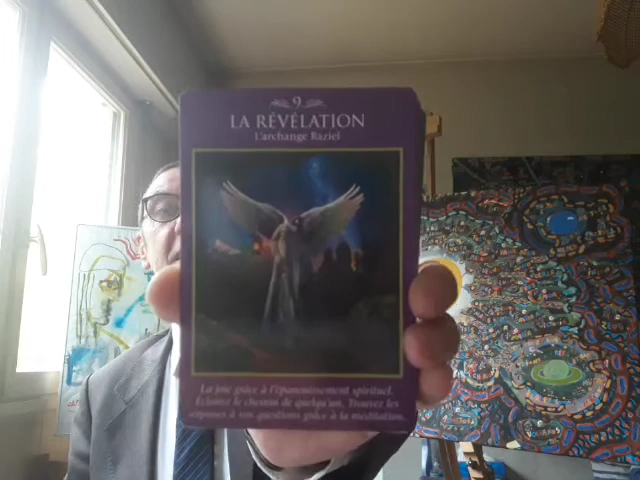 9
LA RÉVÉLATION
L'archange Raziel
La joie grâce à l'épanouissement spirituel.
Éclairez le chemin de quelqu'un. Trouvez les
réponses à vos questions grâce à la méditation.